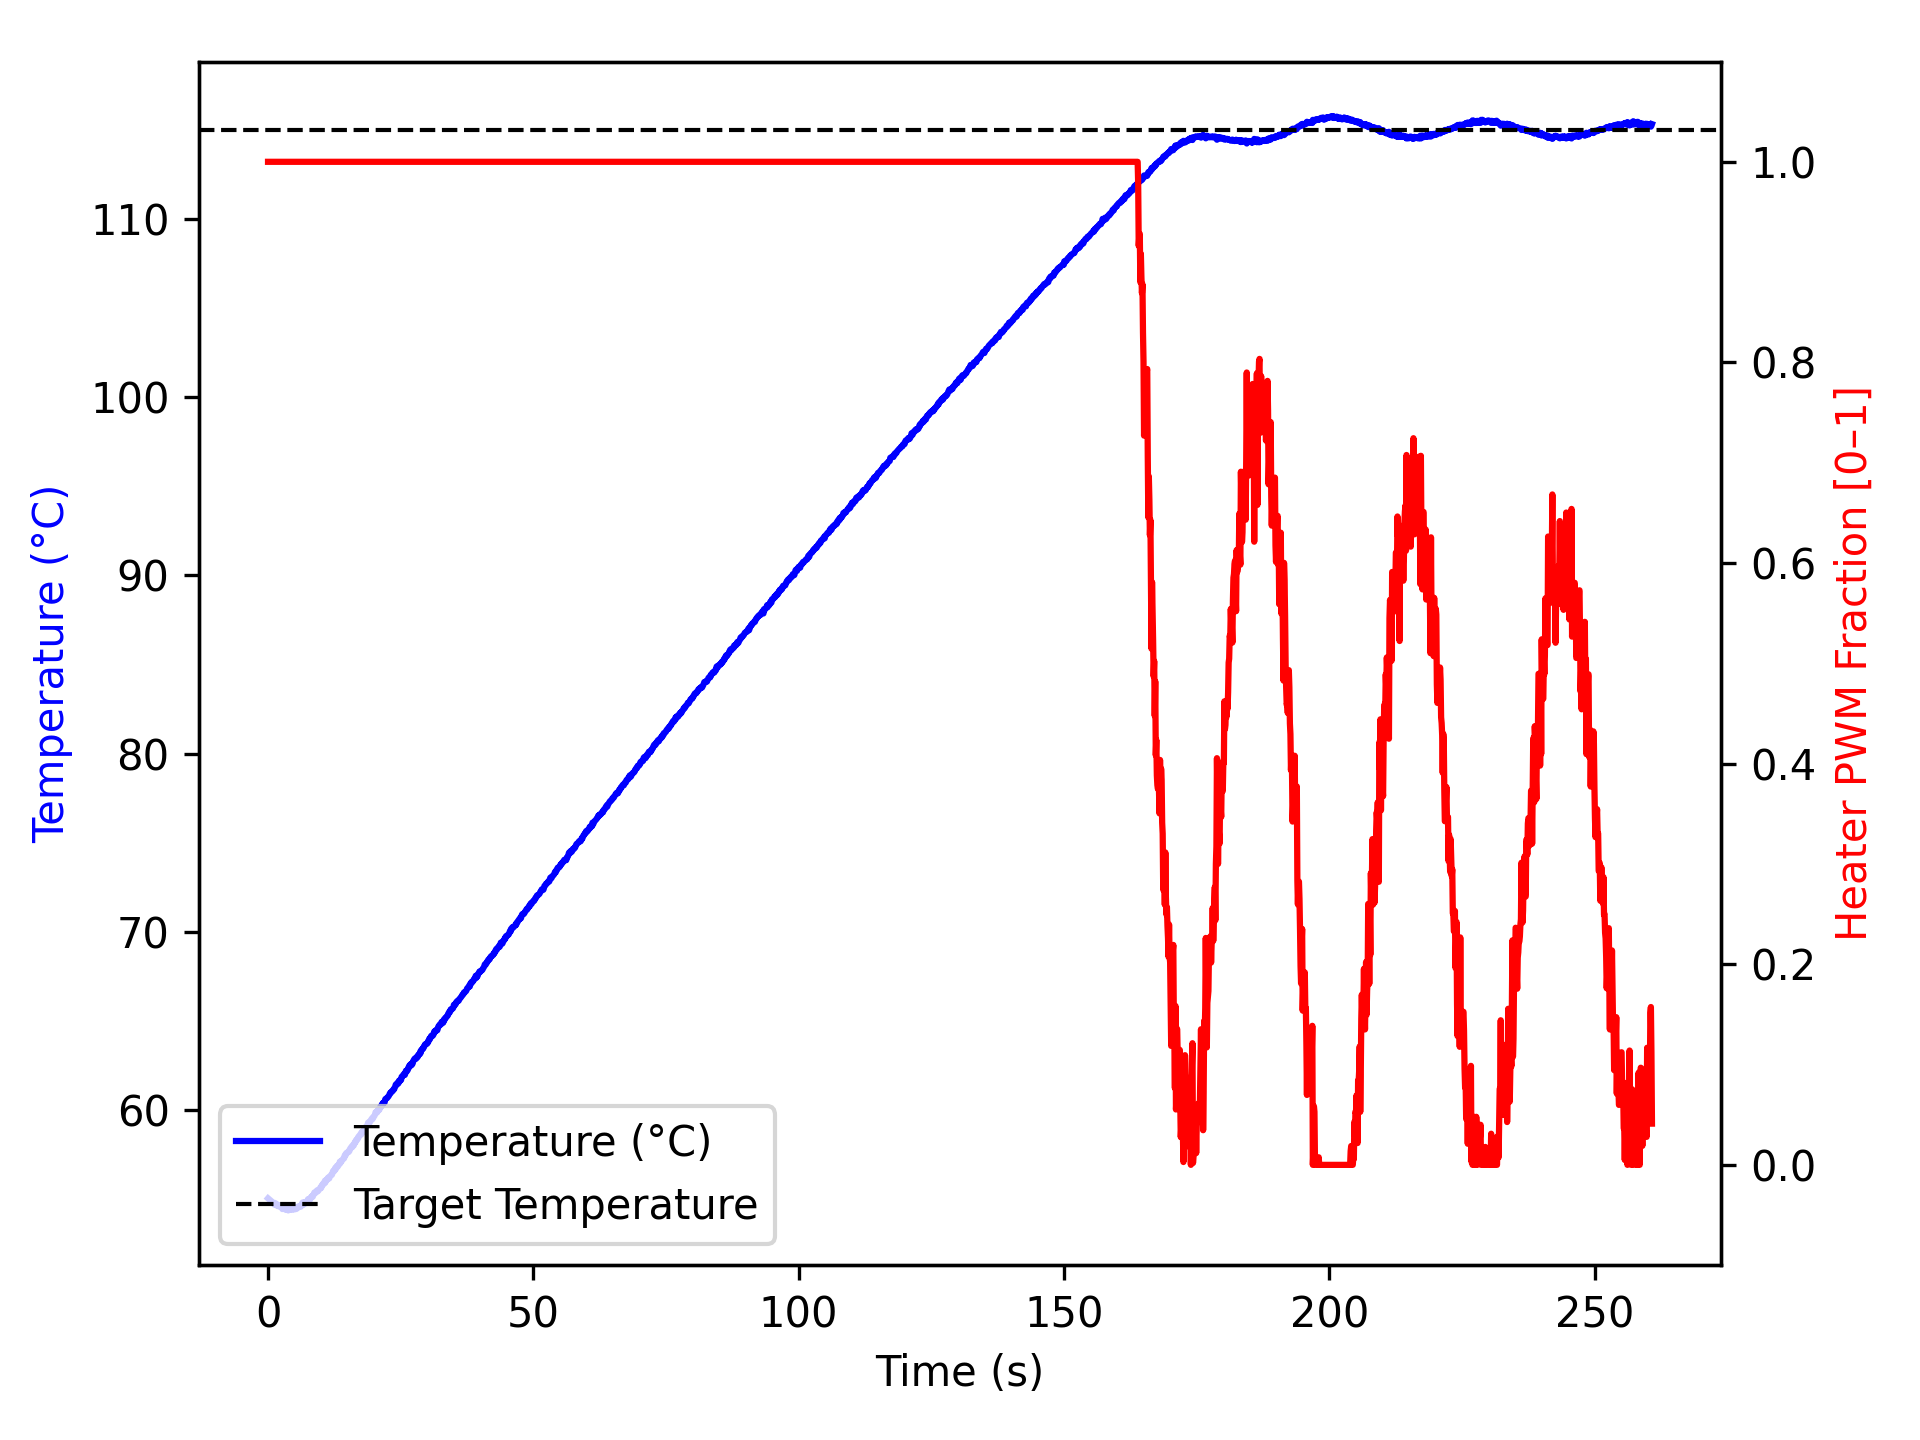 Temperature (°C)
110
100
90
80
70
60
1.0
0.8
0.6
0.4
0.2
0.0
Heater PWM Fraction [0–1]
Temperature (°C)
Target Temperature
0 50 100 150 200 250
Time (s)